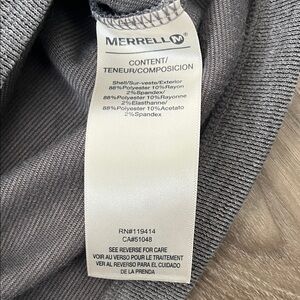 MERRELL M
CONTENT/
TENEUR/COMPOSICION
Shell/Sur-veste/Exterior
88%Polyester 10%Rayon
2%Spandex/
88%Polyester 10%Rayonne
2%Elasthanne/
88%Poliester 10%Acetato
2%Spandex
RN#119414
CA#51048
SEE REVERSE FOR CARE
VOIR AU VERSO POUR LE TRAITEMENT
VER AL REVERSO PARA EL CUIDADO
DE LA PRENDA